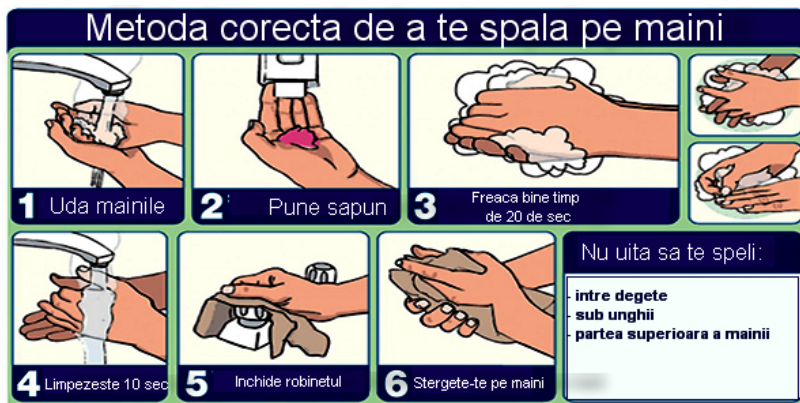 Metoda corecta de a te spala pe maini
1 Uda mainile
2 Pune sapun
3 Freaca bine timp
de 20 de sec
4 Limpezeste 10 sec
5 Inchide robinetul
6 Stergete-te pe maini
Nu uita sa te speli:
- intre degete
- sub unghii
- partea superioara a mainii